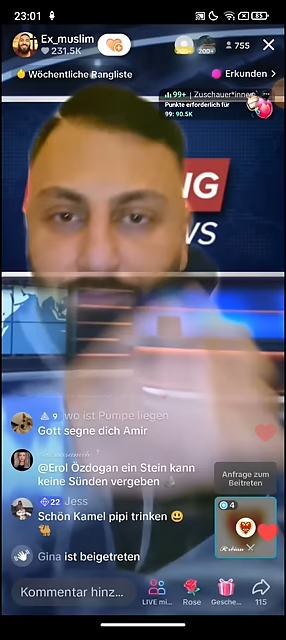 23:01
85
Ex_muslim
231.5K
200+
755
Wöchentliche Rangliste
Erkunden >
99+ | Zuschauer*innen
Punkte erforderlich für
99: 90.5K
NG
WS
9 wo ist Pumpe liegen
Gott segne dich Amir
@Erol Özdogan ein Stein kann
keine Sünden vergeben
Anfrage zum
Beitreten
22 Jess
Schön Kamel pipi trinken 😃
🐫
4
Gina ist beigetreten
Kommentar hinz...
LIVE mi...
Rose
Gesche...
115